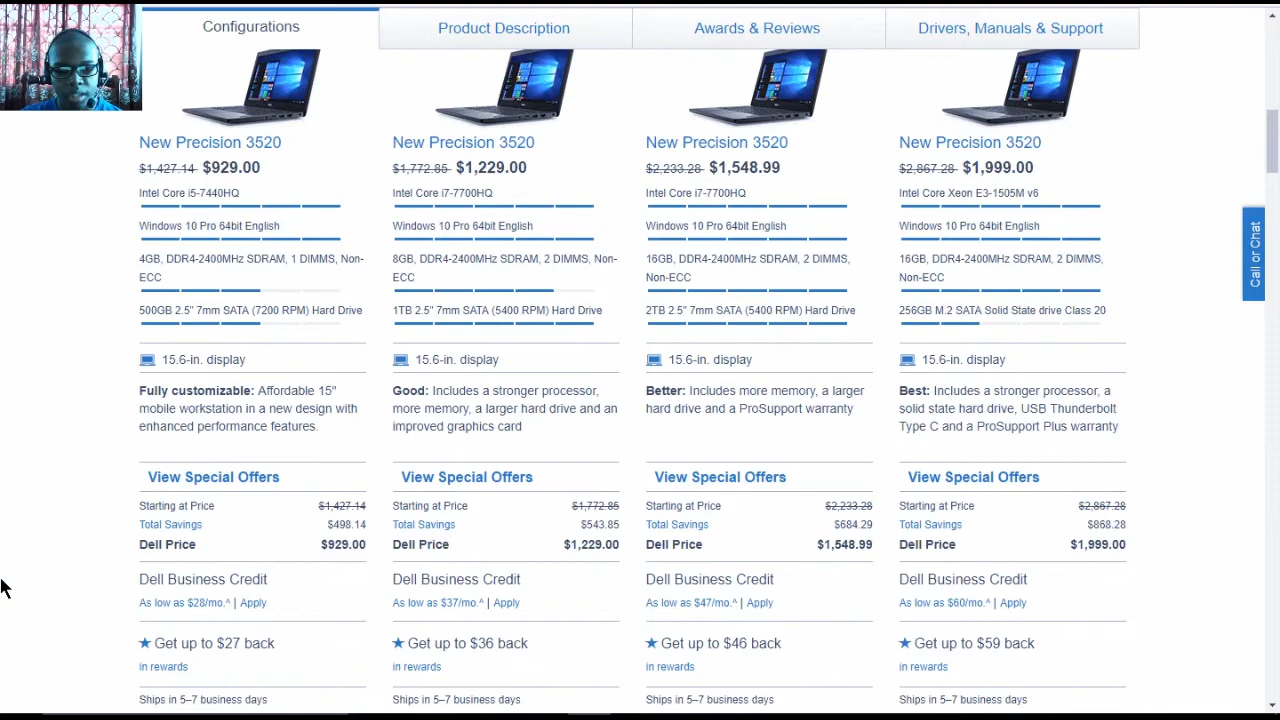 Configurations
Product Description
Awards & Reviews
Drivers, Manuals & Support
New Precision 3520
$1,427.14 $929.00
Intel Core i5-7440HQ
Windows 10 Pro 64bit English
4GB, DDR4-2400MHz SDRAM, 1 DIMMS, Non-
ECC
500GB 2.5" 7mm SATA (7200 RPM) Hard Drive
15.6-in. display
Fully customizable: Affordable 15"
mobile workstation in a new design with
enhanced performance features.
View Special Offers
Starting at Price $1,427.14
Total Savings $498.14
Dell Price $929.00
Dell Business Credit
As low as $28/mo.^ | Apply
★ Get up to $27 back
in rewards
Ships in 5–7 business days
New Precision 3520
$1,772.85 $1,229.00
Intel Core i7-7700HQ
Windows 10 Pro 64bit English
8GB, DDR4-2400MHz SDRAM, 2 DIMMS, Non-
ECC
1TB 2.5" 7mm SATA (5400 RPM) Hard Drive
15.6-in. display
Good: Includes a stronger processor,
more memory, a larger hard drive and an
improved graphics card
View Special Offers
Starting at Price $1,772.85
Total Savings $543.85
Dell Price $1,229.00
Dell Business Credit
As low as $37/mo.^ | Apply
★ Get up to $36 back
in rewards
Ships in 5–7 business days
New Precision 3520
$2,233.28 $1,548.99
Intel Core i7-7700HQ
Windows 10 Pro 64bit English
16GB, DDR4-2400MHz SDRAM, 2 DIMMS,
Non-ECC
2TB 2.5" 7mm SATA (5400 RPM) Hard Drive
15.6-in. display
Better: Includes more memory, a larger
hard drive and a ProSupport warranty
View Special Offers
Starting at Price $2,233.28
Total Savings $684.29
Dell Price $1,548.99
Dell Business Credit
As low as $47/mo.^ | Apply
★ Get up to $46 back
in rewards
Ships in 5–7 business days
New Precision 3520
$2,867.28 $1,999.00
Intel Core Xeon E3-1505M v6
Windows 10 Pro 64bit English
16GB, DDR4-2400MHz SDRAM, 2 DIMMS,
Non-ECC
256GB M.2 SATA Solid State drive Class 20
15.6-in. display
Best: Includes a stronger processor, a
solid state hard drive, USB Thunderbolt
Type C and a ProSupport Plus warranty
View Special Offers
Starting at Price $2,867.28
Total Savings $868.28
Dell Price $1,999.00
Dell Business Credit
As low as $60/mo.^ | Apply
★ Get up to $59 back
in rewards
Ships in 5–7 business days
Call or Chat